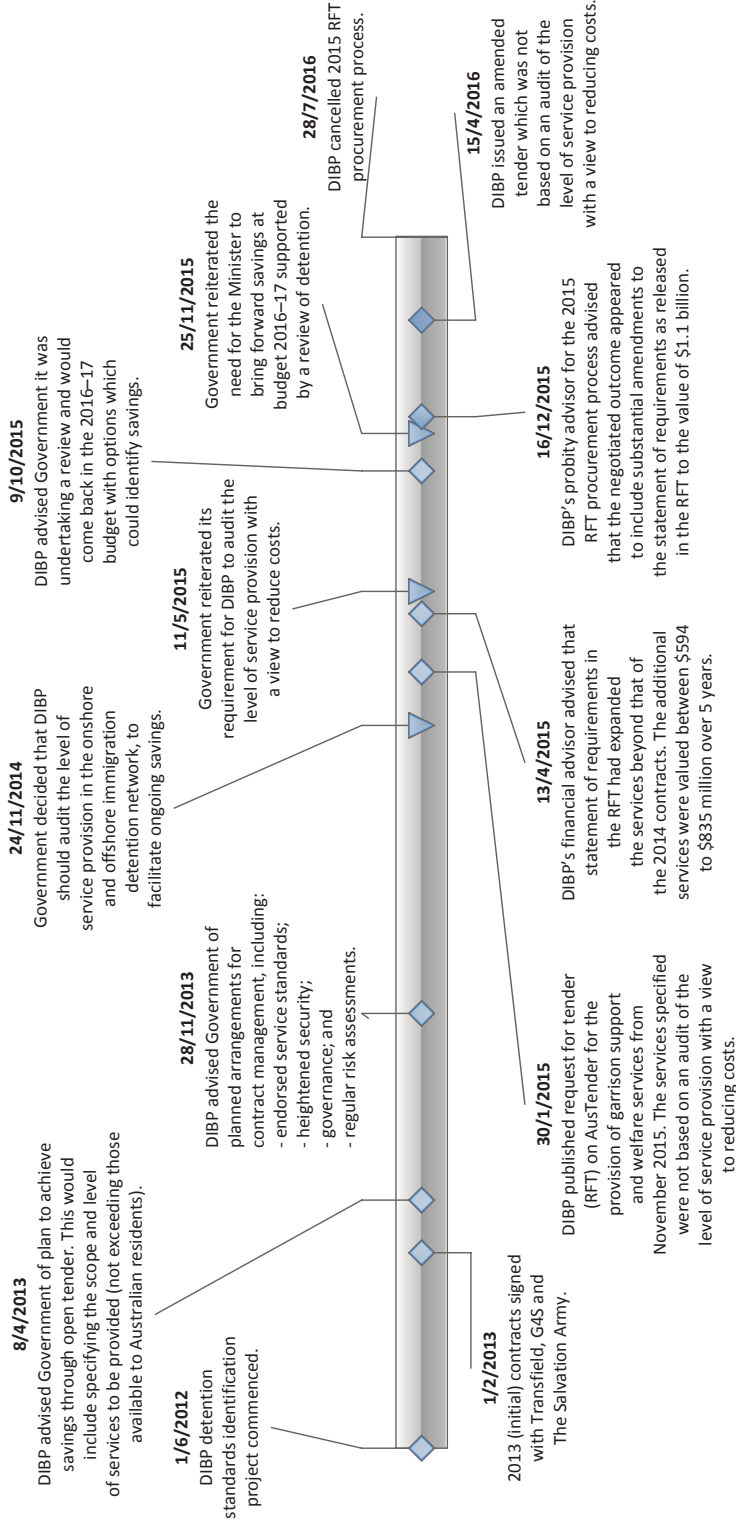 8/4/2013
DIBP advised Government of plan to achieve
savings through open tender. This would
include specifying the scope and level
of services to be provided (not exceeding those
available to Australian residents).
1/6/2012
DIBP detention
standards identification
project commenced.
28/11/2013
DIBP advised Government of
planned arrangements for
contract management, including:
- endorsed service standards;
- heightened security;
- governance; and
- regular risk assessments.
24/11/2014
Government decided that DIBP
should audit the level of
service provision in the onshore
and offshore immigration
detention network, to
facilitate ongoing savings.
11/5/2015
Government reiterated its
requirement for DIBP to audit the
level of service provision with
a view to reduce costs.
9/10/2015
DIBP advised Government it was
undertaking a review and would
come back in the 2016–17
budget with options which
could identify savings.
25/11/2015
Government reiterated the
need for the Minister to
bring forward savings at
budget 2016–17 supported
by a review of detention.
28/7/2016
DIBP cancelled 2015 RFT
procurement process.
1/2/2013
2013 (initial) contracts signed
with Transfield, G4S and
The Salvation Army.
30/1/2015
DIBP published request for tender
(RFT) on AusTender for the
provision of garrison support
and welfare services from
November 2015. The services specified
were not based on an audit of the
level of service provision with a view
to reducing costs.
13/4/2015
DIBP's financial advisor advised that
statement of requirements in
the RFT had expanded
the services beyond that of
the 2014 contracts. The additional
services were valued between $594
to $835 million over 5 years.
16/12/2015
DIBP's probity advisor for the 2015
RFT procurement process advised
that the negotiated outcome appeared
to include substantial amendments to
the statement of requirements as released
in the RFT to the value of $1.1 billion.
15/4/2016
DIBP issued an amended
tender which was not
based on an audit of the
level of service provision
with a view to reducing costs.